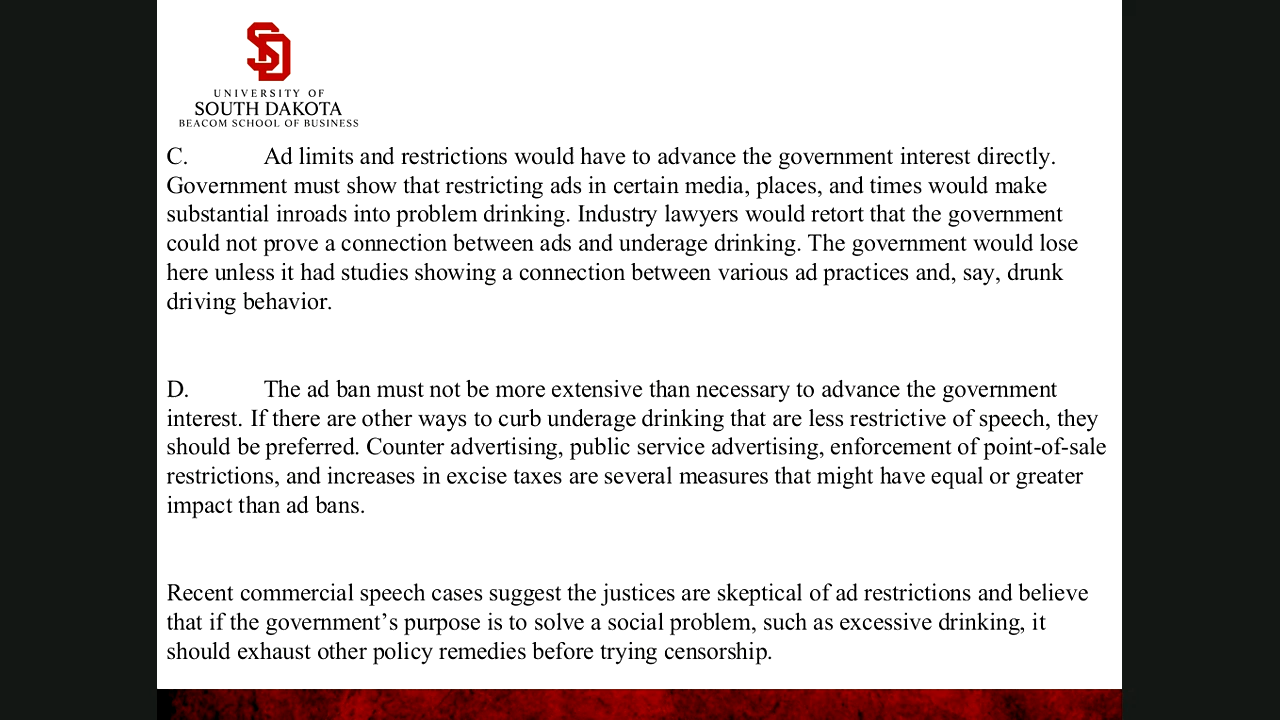 SD
UNIVERSITY OF
SOUTH DAKOTA
BEACOM SCHOOL OF BUSINESS
C. Ad limits and restrictions would have to advance the government interest directly.
Government must show that restricting ads in certain media, places, and times would make
substantial inroads into problem drinking. Industry lawyers would retort that the government
could not prove a connection between ads and underage drinking. The government would lose
here unless it had studies showing a connection between various ad practices and, say, drunk
driving behavior.
D. The ad ban must not be more extensive than necessary to advance the government
interest. If there are other ways to curb underage drinking that are less restrictive of speech, they
should be preferred. Counter advertising, public service advertising, enforcement of point-of-sale
restrictions, and increases in excise taxes are several measures that might have equal or greater
impact than ad bans.
Recent commercial speech cases suggest the justices are skeptical of ad restrictions and believe
that if the government’s purpose is to solve a social problem, such as excessive drinking, it
should exhaust other policy remedies before trying censorship.